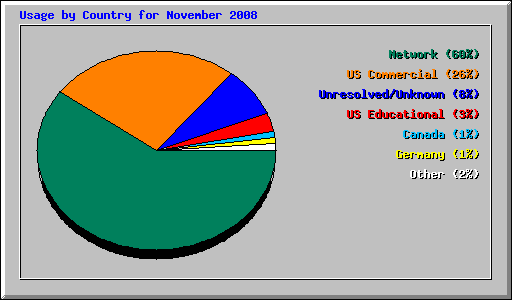 Usage by Country for November 2008
Network (60%)
US Commercial (26%)
Unresolved/Unknown (8%)
US Educational (3%)
Canada (1%)
Germany (1%)
Other (2%)